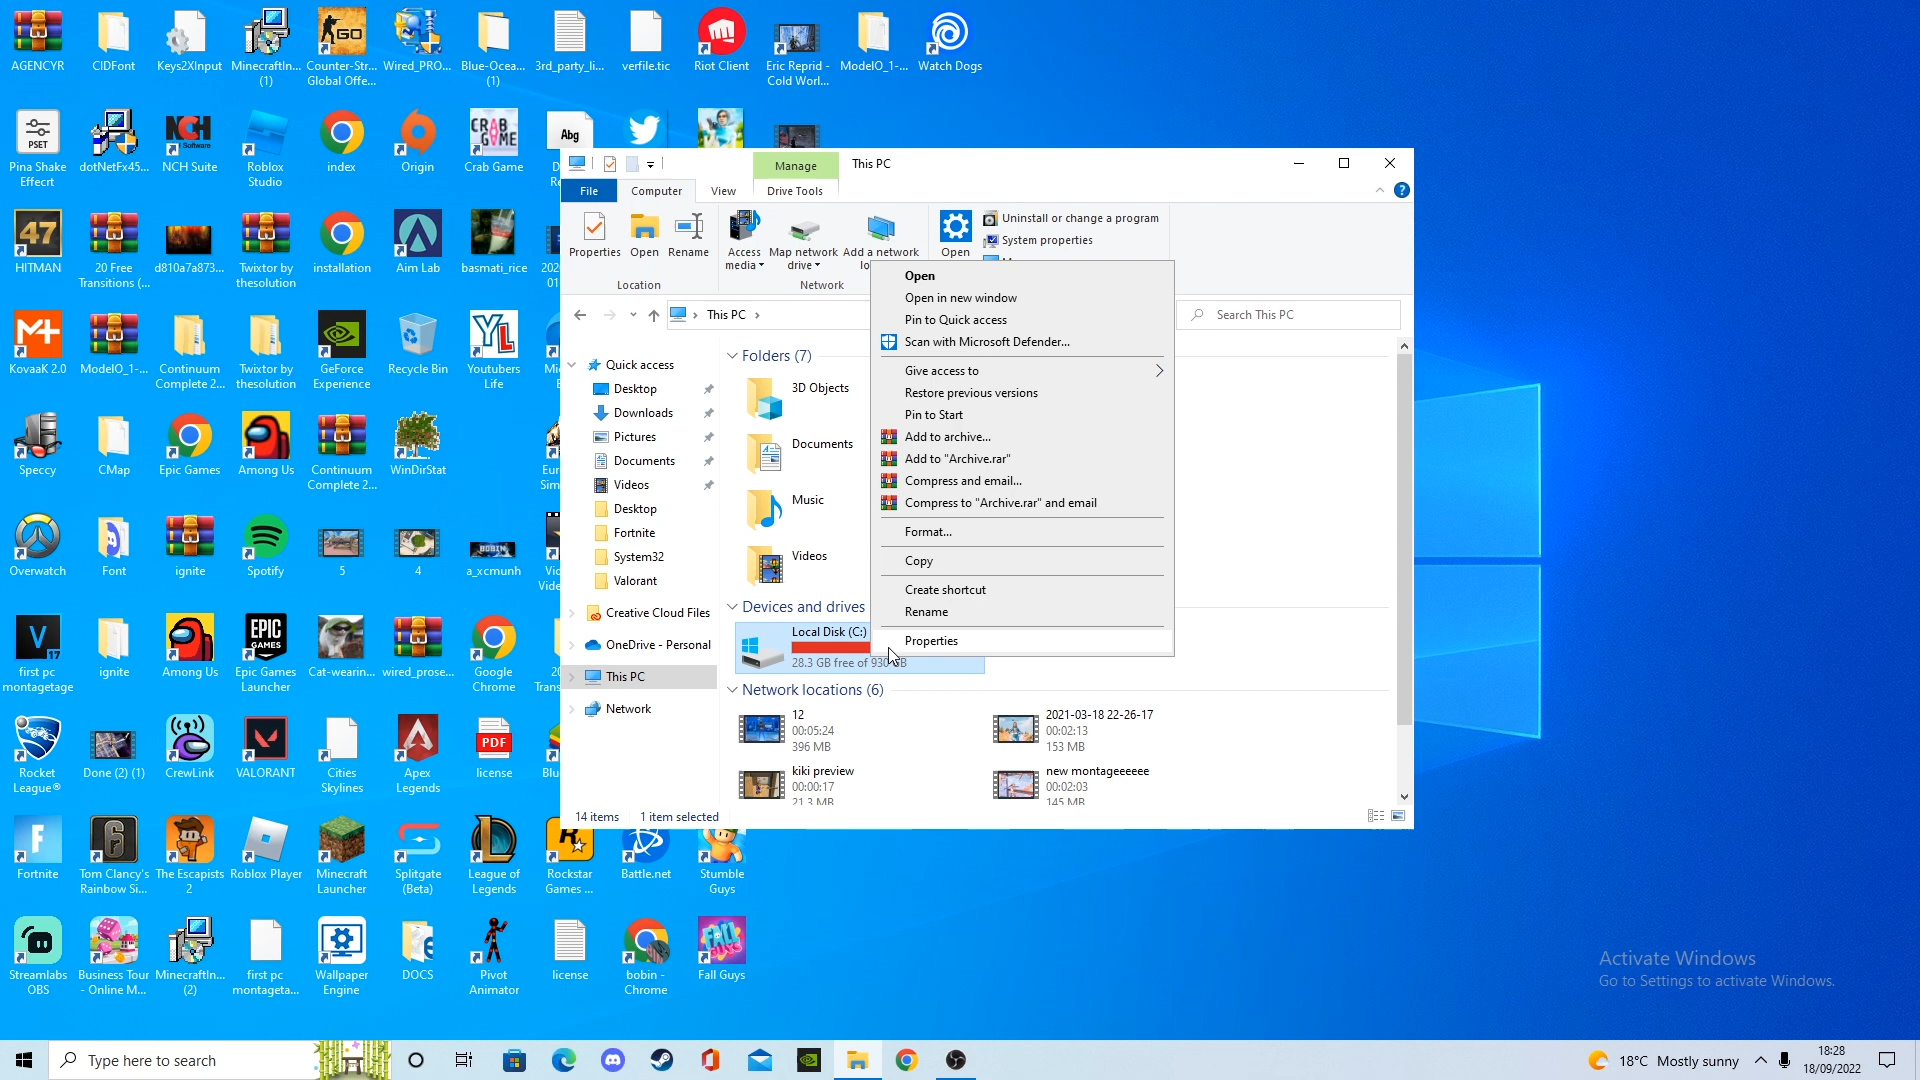 AGENCYR
CIDFont
Keys2XInput
MinecraftIn...
(1)
Counter-Str...
Global Offe...
Wired_PRO...
Blue-Ocea...
(1)
3rd_party_li...
verfile.tic
Riot Client
Eric Reprid -
Cold Worl...
ModelO_1-...
Watch Dogs
Pina Shake
Effecrt
dotNetFx45...
NCH Suite
Roblox
Studio
index
Origin
Crab Game
HITMAN
20 Free
Transitions (...
d810a7a873...
Twixtor by
thesolution
installation
Aim Lab
basmati_rice
KovaaK 2.0
ModelO_1-...
Continuum
Complete 2...
Twixtor by
thesolution
GeForce
Experience
Recycle Bin
Youtubers
Life
Speccy
CMap
Epic Games
Among Us
Continuum
Complete 2...
WinDirStat
Overwatch
Font
ignite
Spotify
5
4
a_xcmunh
first pc
montagetage
ignite
Among Us
Epic Games
Launcher
Cat-wearin...
wired_prose...
Google
Chrome
Rocket
League®
Done (2) (1)
CrewLink
VALORANT
Cities
Skylines
Apex
Legends
license
Fortnite
Tom Clancy's
Rainbow Si...
The Escapists
2
Roblox Player
Minecraft
Launcher
Splitgate
(Beta)
League of
Legends
Rockstar
Games ...
Battle.net
Stumble
Guys
Streamlabs
OBS
Business Tour
- Online M...
MinecraftIn...
(2)
first pc
montageta...
Wallpaper
Engine
DOCS
Pivot
Animator
license
bobin -
Chrome
Fall Guys
Manage
This PC
File
Computer
View
Drive Tools
Properties
Open
Rename
Access
media
Map network
drive
Add a network
Open
Uninstall or change a program
System properties
Location
Network
This PC
Search This PC
Quick access
Desktop
Downloads
Pictures
Documents
Videos
Desktop
Fortnite
System32
Valorant
Creative Cloud Files
OneDrive - Personal
This PC
Network
Folders (7)
3D Objects
Documents
Music
Videos
Devices and drives
Local Disk (C:)
28.3 GB free of 930 GB
Network locations (6)
12
00:05:24
396 MB
2021-03-18 22-26-17
00:02:13
153 MB
kiki preview
00:00:17
21.3 MB
new montageeeeee
00:02:03
145 MB
14 items
1 item selected
Open
Open in new window
Pin to Quick access
Scan with Microsoft Defender...
Give access to
Restore previous versions
Pin to Start
Add to archive...
Add to "Archive.rar"
Compress and email...
Compress to "Archive.rar" and email
Format...
Copy
Create shortcut
Rename
Properties
Activate Windows
Go to Settings to activate Windows.
Type here to search
18°C Mostly sunny
18:28
18/09/2022